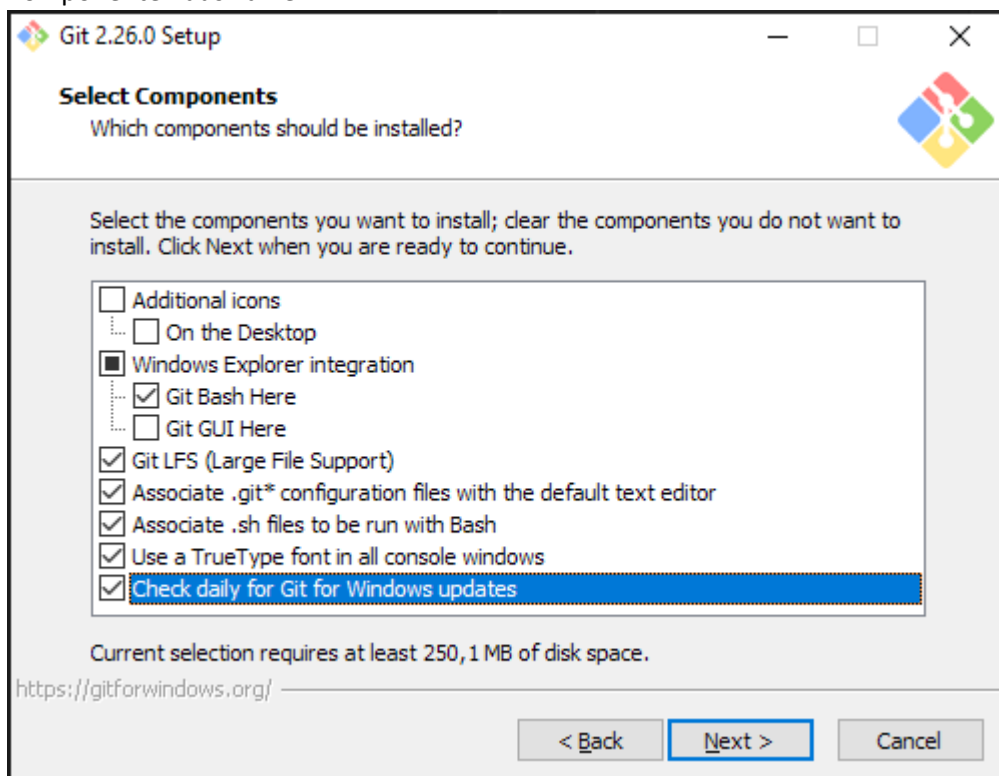 Git 2.26.0 Setup
Select Components
Which components should be installed?
Select the components you want to install; clear the components you do not want to
install. Click Next when you are ready to continue.
Additional icons
On the Desktop
Windows Explorer integration
Git Bash Here
Git GUI Here
Git LFS (Large File Support)
Associate .git* configuration files with the default text editor
Associate .sh files to be run with Bash
Use a TrueType font in all console windows
Check daily for Git for Windows updates
Current selection requires at least 250,1 MB of disk space.
https://gitforwindows.org/
< Back
Next >
Cancel